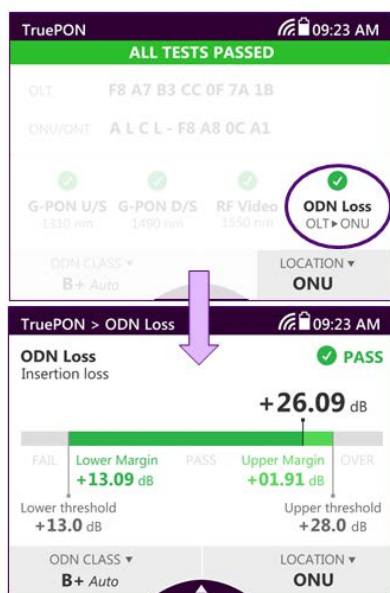 TruePON 09:23 AM
ALL TESTS PASSED
OLT F8 A7 B3 CC 0F 7A 1B
ONU/ONT A L C L - F8 A8 0C A1
G-PON U/S G-PON D/S RF Video ODN Loss
1310 nm 1490 nm 1550 nm OLT▶ONU
ODN CLASS ▼ LOCATION ▼
B+ Auto ONU
TruePON > ODN Loss 09:23 AM
ODN Loss PASS
Insertion loss
+26.09 dB
FAIL Lower Margin PASS Upper Margin OVER
+13.09 dB +01.91 dB
Lower threshold Upper threshold
+13.0 dB +28.0 dB
ODN CLASS ▼ LOCATION ▼
B+ Auto ONU